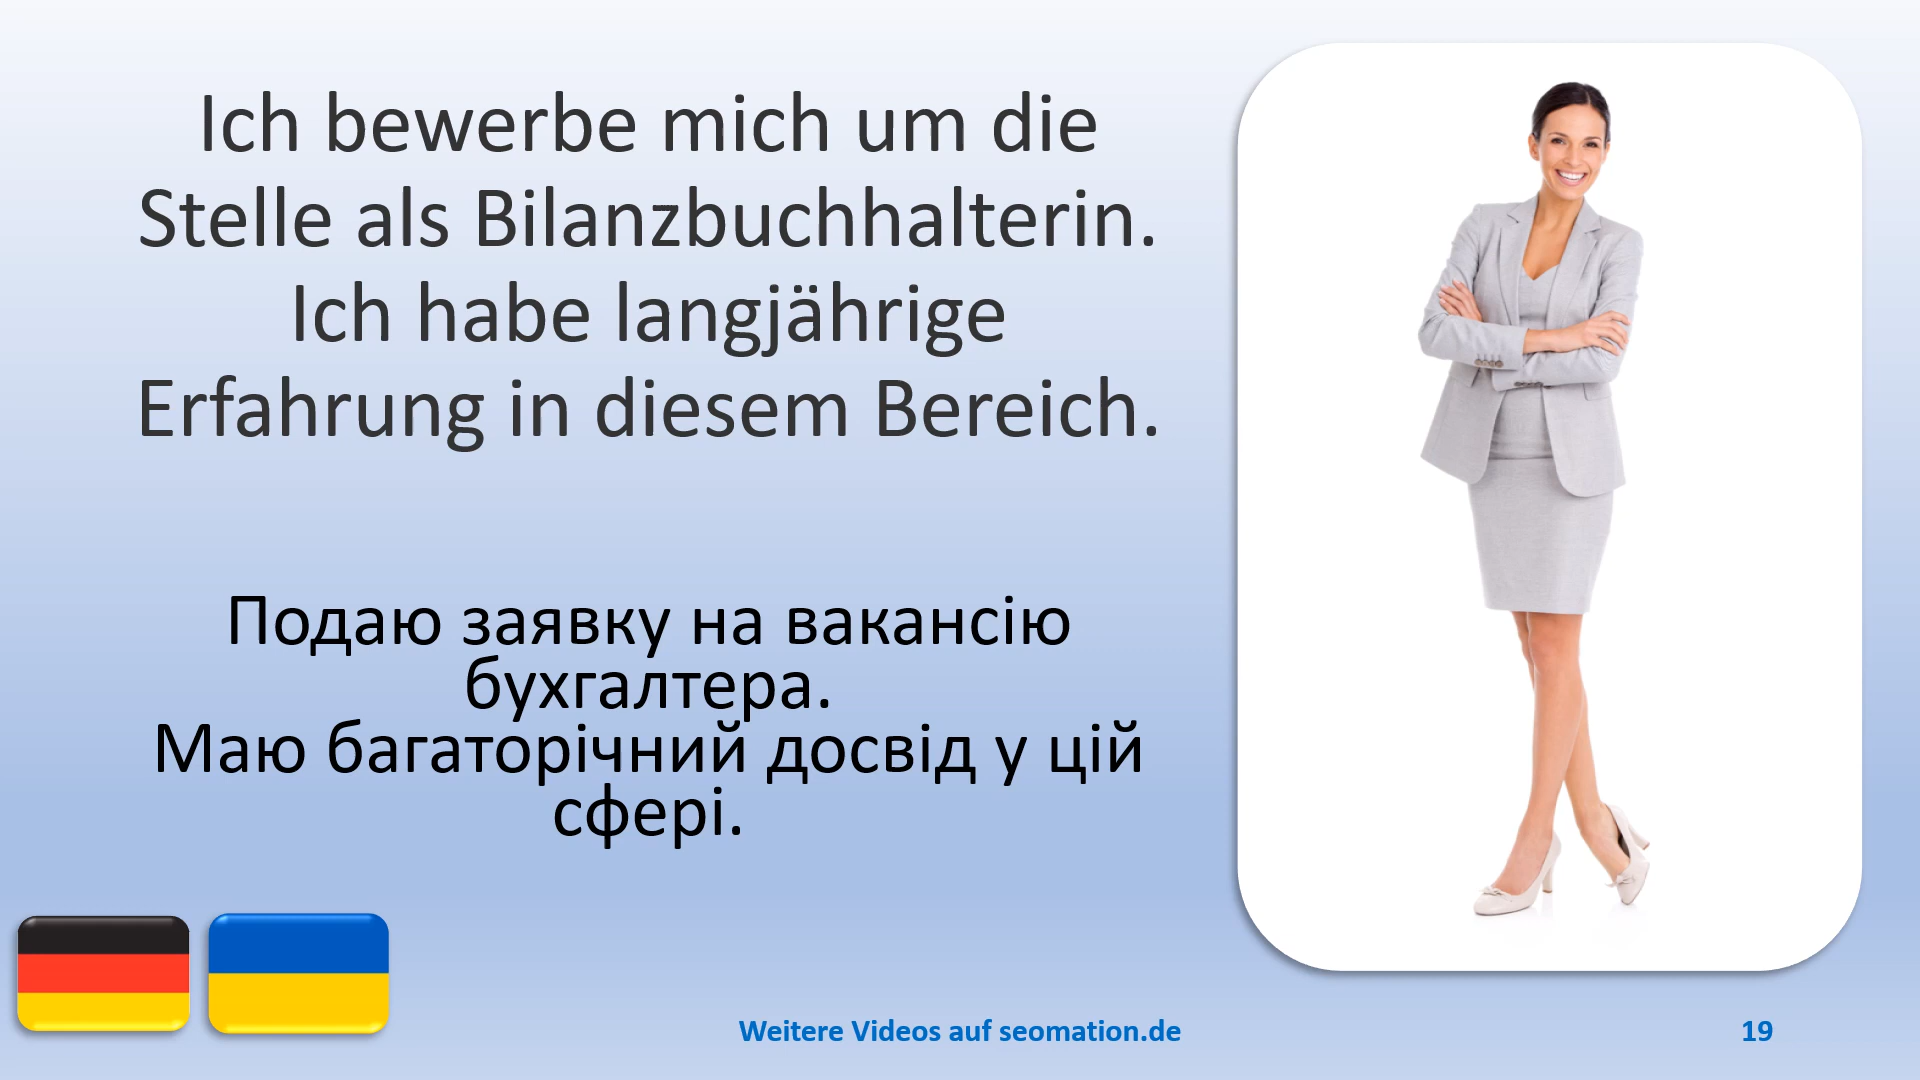 Ich bewerbe mich um die
Stelle als Bilanzbuchhalterin.
Ich habe langjährige
Erfahrung in diesem Bereich.
Подаю заявку на вакансію
бухгалтера.
Маю багаторічний досвід у цій
сфері.
Weitere Videos auf seomation.de
19